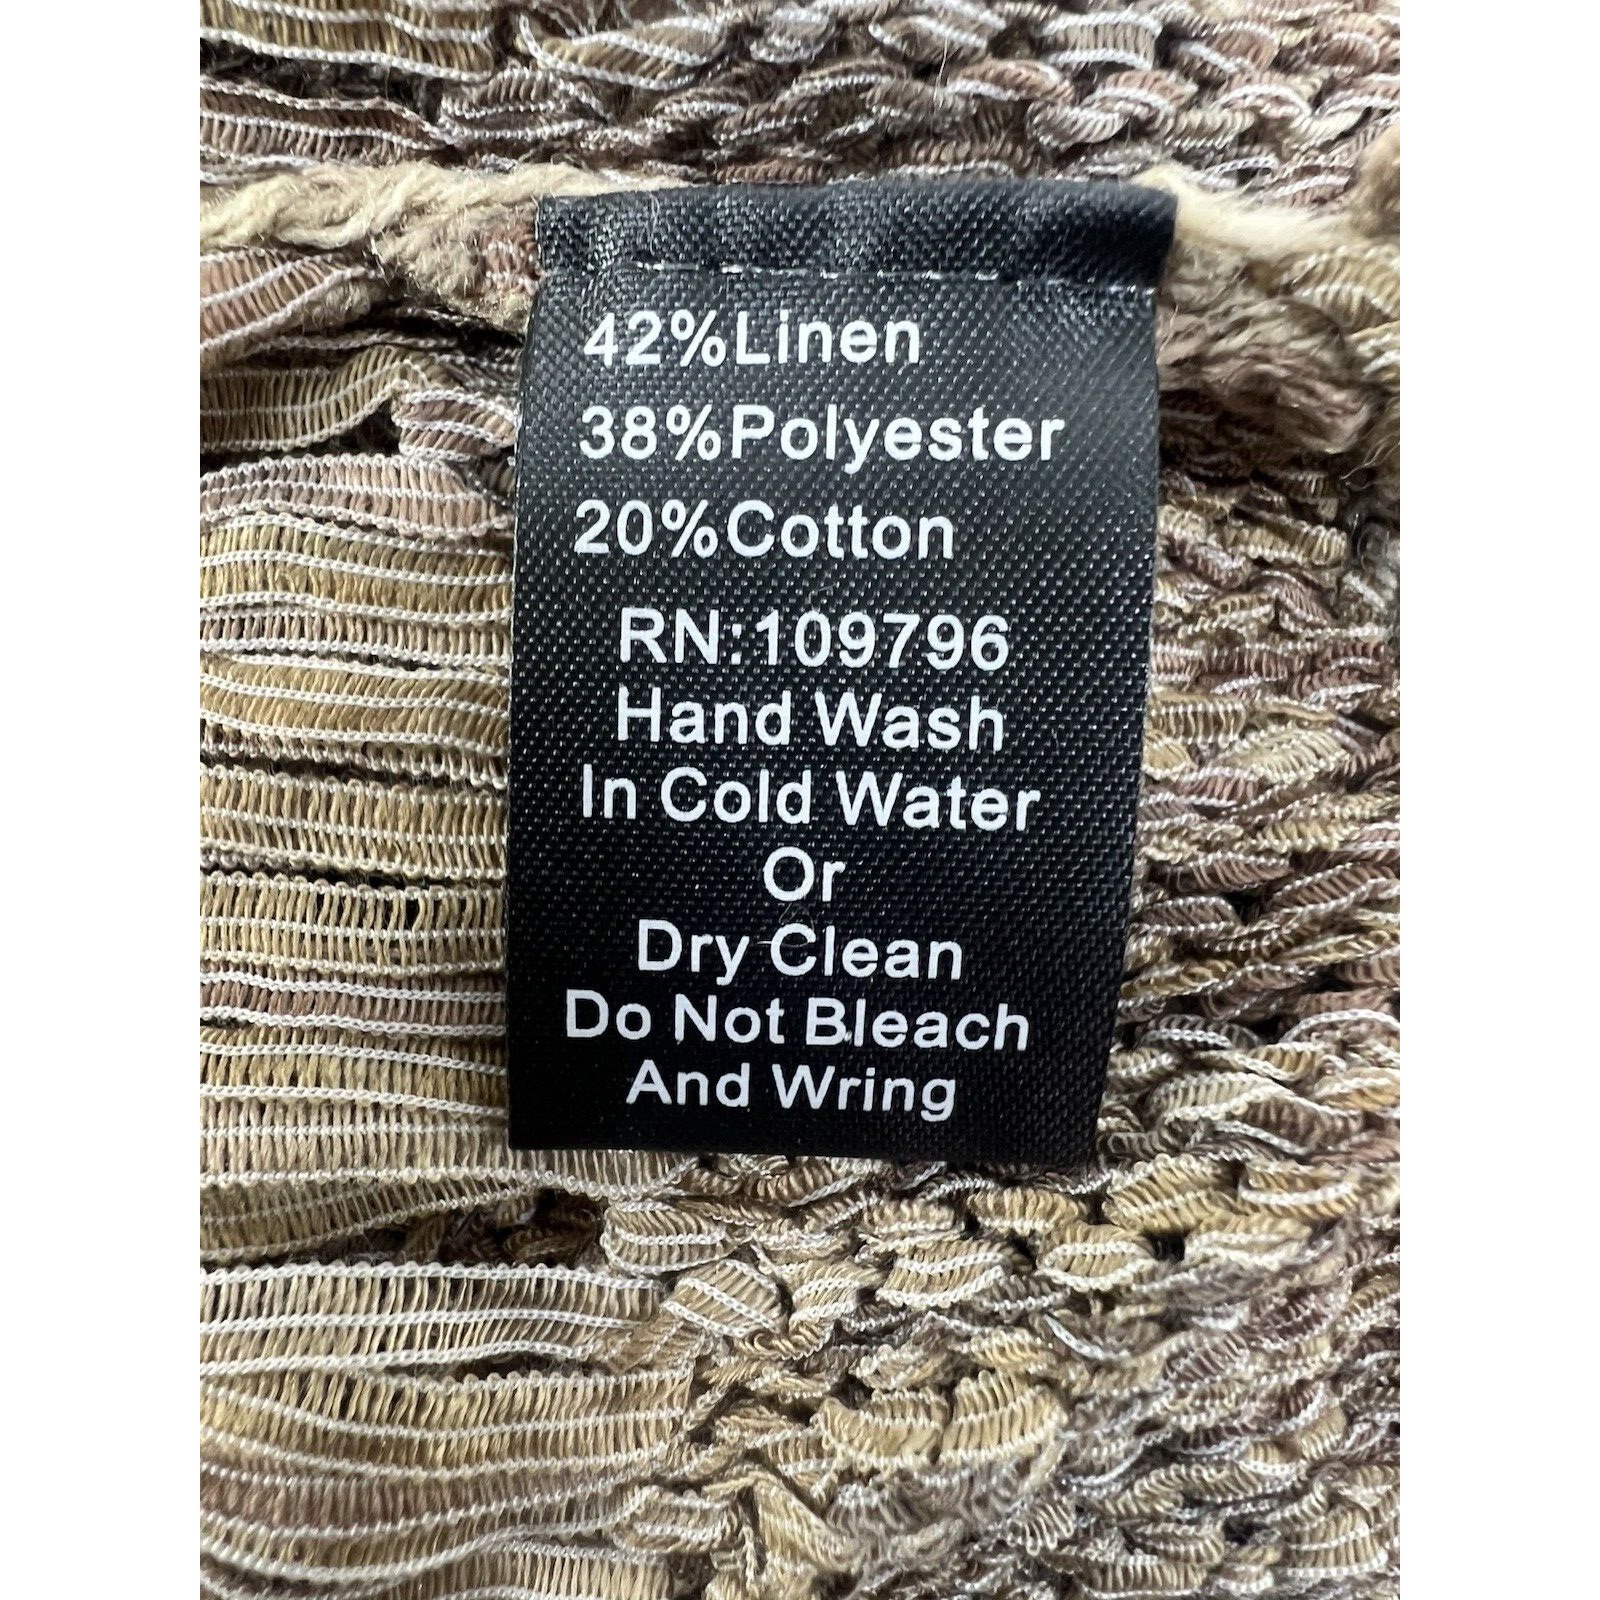 42%Linen
38%Polyester
20%Cotton
RN:109796
Hand Wash
In Cold Water
Or
Dry Clean
Do Not Bleach
And Wring